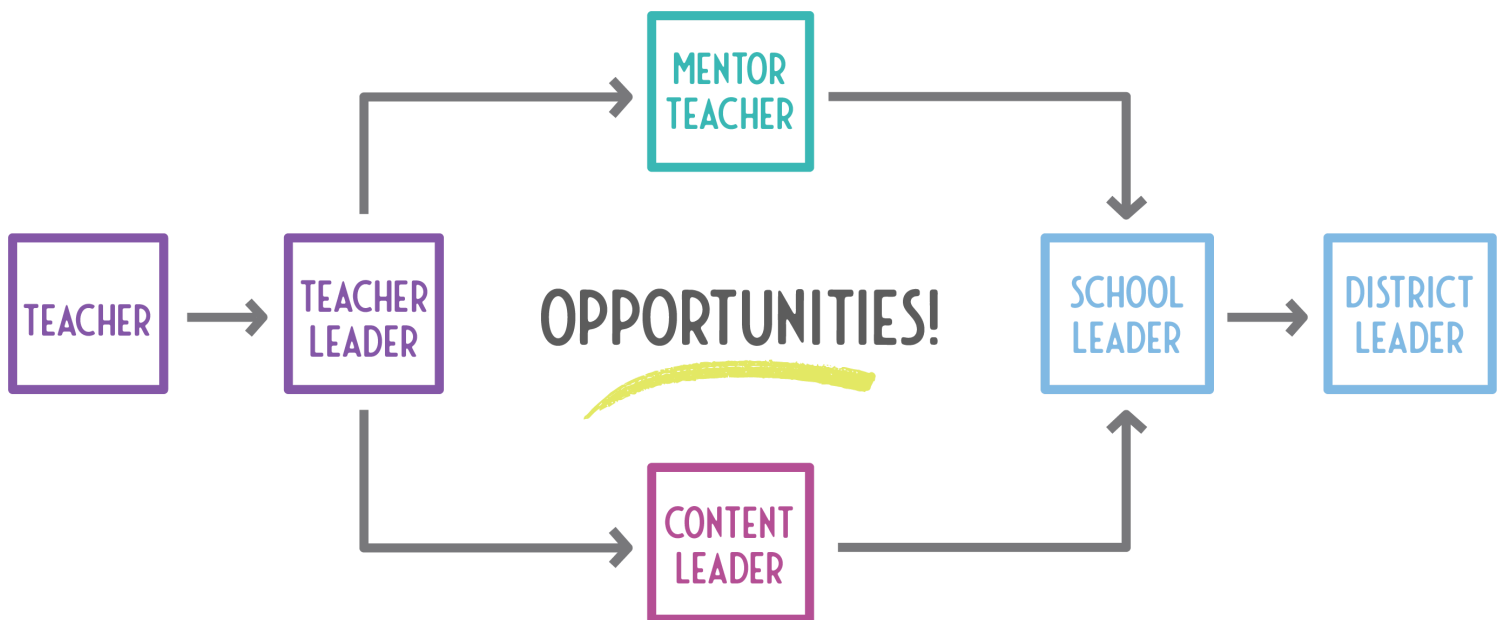 MENTOR
TEACHER
TEACHER
TEACHER
LEADER
OPPORTUNITIES!
SCHOOL
LEADER
DISTRICT
LEADER
CONTENT
LEADER